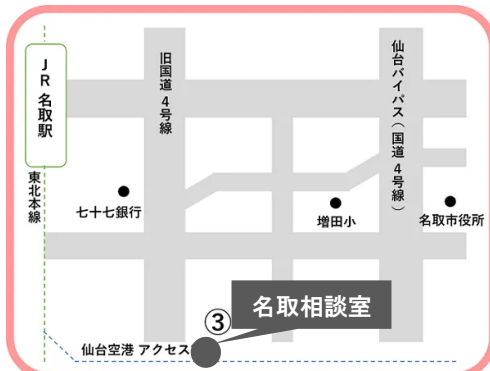 JR 名取駅
東北本線
旧国道4号線
仙台バイパス(国道4号線)
七十七銀行
増田小
名取市役所
名取相談室
③
仙台空港 アクセス